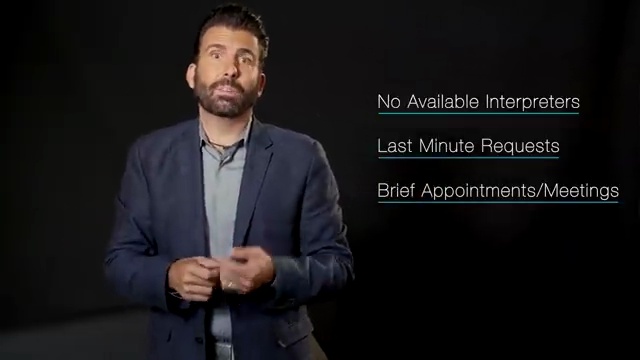 No Available Interpreters
Last Minute Requests
Brief Appointments/Meetings